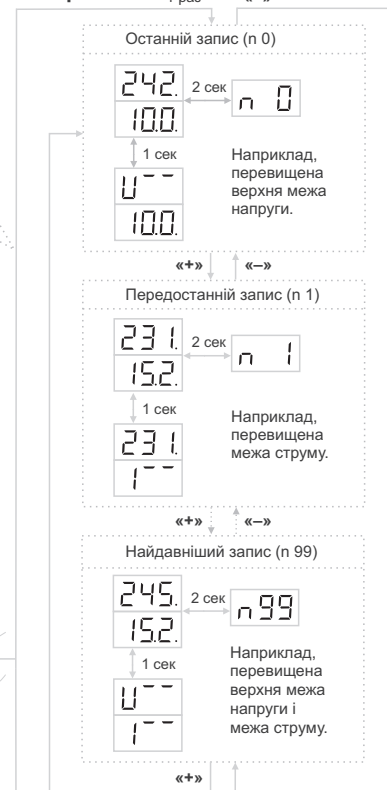 1 раз «–»
Останній запис (n 0)
242.
10.0.
2 сек
n 0
1 сек
U¯ ¯
10.0.
Наприклад,
перевищена
верхня межа
напруги.
«+» «–»
Передостанній запис (n 1)
231.
15.2.
2 сек
n 1
1 сек
231.
I¯ ¯
Наприклад,
перевищена
межа струму.
«+» «–»
Найдавніший запис (n 99)
245.
15.2.
2 сек
n99
1 сек
U¯ ¯
I¯ ¯
Наприклад,
перевищена
верхня межа
напруги і
межа струму.
«+»